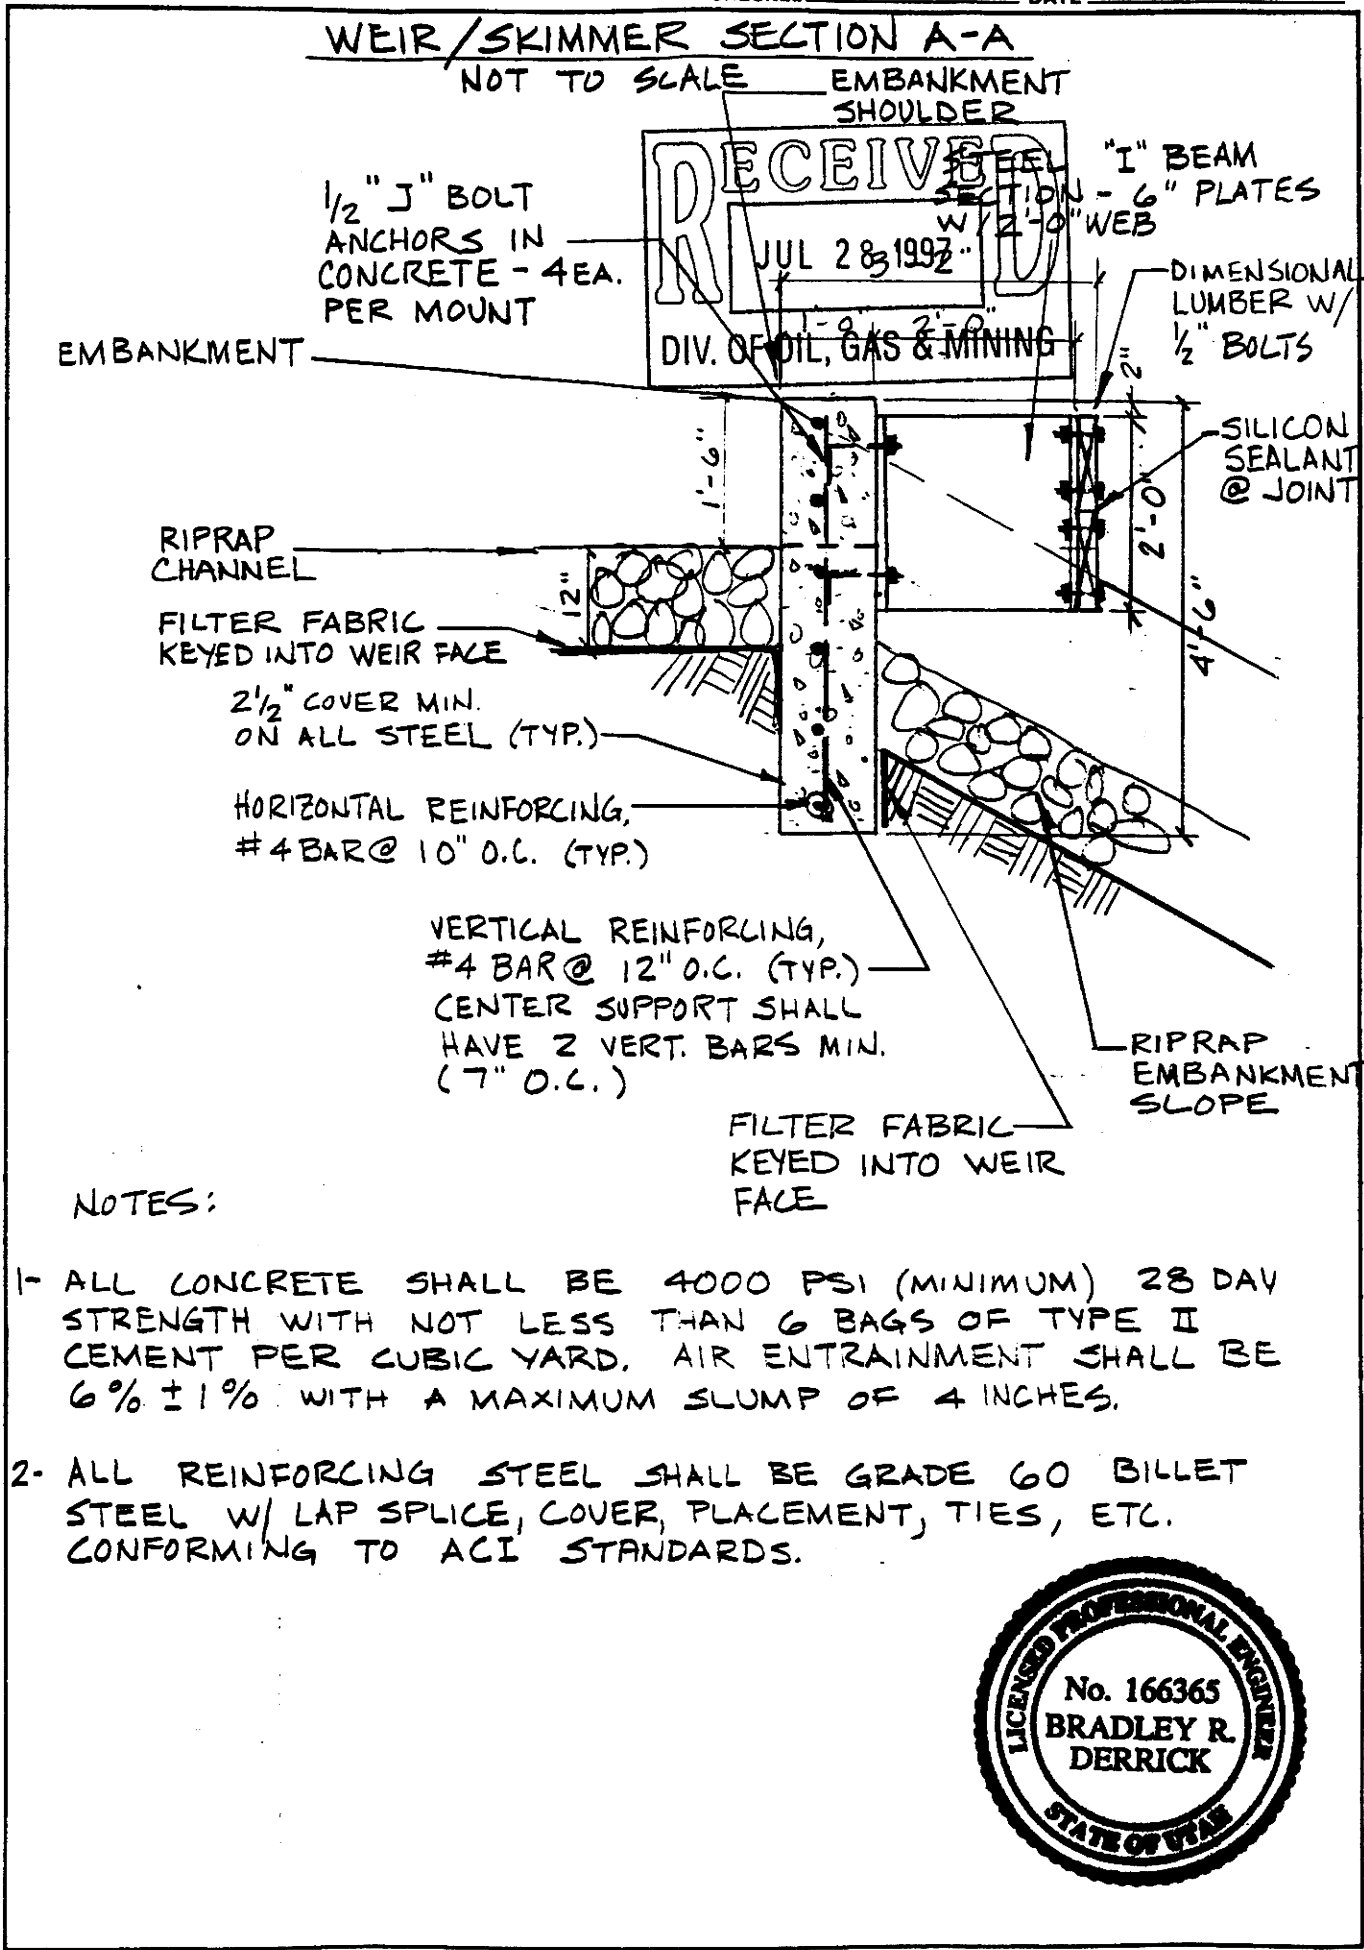 DATE
WEIR/SKIMMER SECTION A-A
NOT TO SCALE
EMBANKMENT
SHOULDER
RECEIVED
JUL 28 1997
DIV. OF OIL, GAS & MINING
STEEL "I" BEAM
SECTION - 6" PLATES
W/2'-0" WEB
1/2" "J" BOLT
ANCHORS IN
CONCRETE - 4EA.
PER MOUNT
2'-0"
DIMENSIONAL
LUMBER W/
1/2" BOLTS
EMBANKMENT
2"
1'-6"
SILICON
SEALANT
@ JOINT
2'-0"
4'-6"
RIPRAP
CHANNEL
12"
FILTER FABRIC
KEYED INTO WEIR FACE
2 1/2" COVER MIN.
ON ALL STEEL (TYP.)
HORIZONTAL REINFORCING,
#4 BAR @ 10" O.C. (TYP.)
VERTICAL REINFORCING,
#4 BAR @ 12" O.C. (TYP.)
CENTER SUPPORT SHALL
HAVE 2 VERT. BARS MIN.
(7" O.C.)
RIPRAP
EMBANKMENT
SLOPE
FILTER FABRIC
KEYED INTO WEIR
FACE
NOTES:
1- ALL CONCRETE SHALL BE 4000 PSI (MINIMUM) 28 DAY
STRENGTH WITH NOT LESS THAN 6 BAGS OF TYPE II
CEMENT PER CUBIC YARD. AIR ENTRAINMENT SHALL BE
6% ± 1% WITH A MAXIMUM SLUMP OF 4 INCHES.
2- ALL REINFORCING STEEL SHALL BE GRADE 60 BILLET
STEEL W/ LAP SPLICE, COVER, PLACEMENT, TIES, ETC.
CONFORMING TO ACI STANDARDS.
LICENSED PROFESSIONAL ENGINEER
No. 166365
BRADLEY R.
DERRICK
STATE OF UTAH